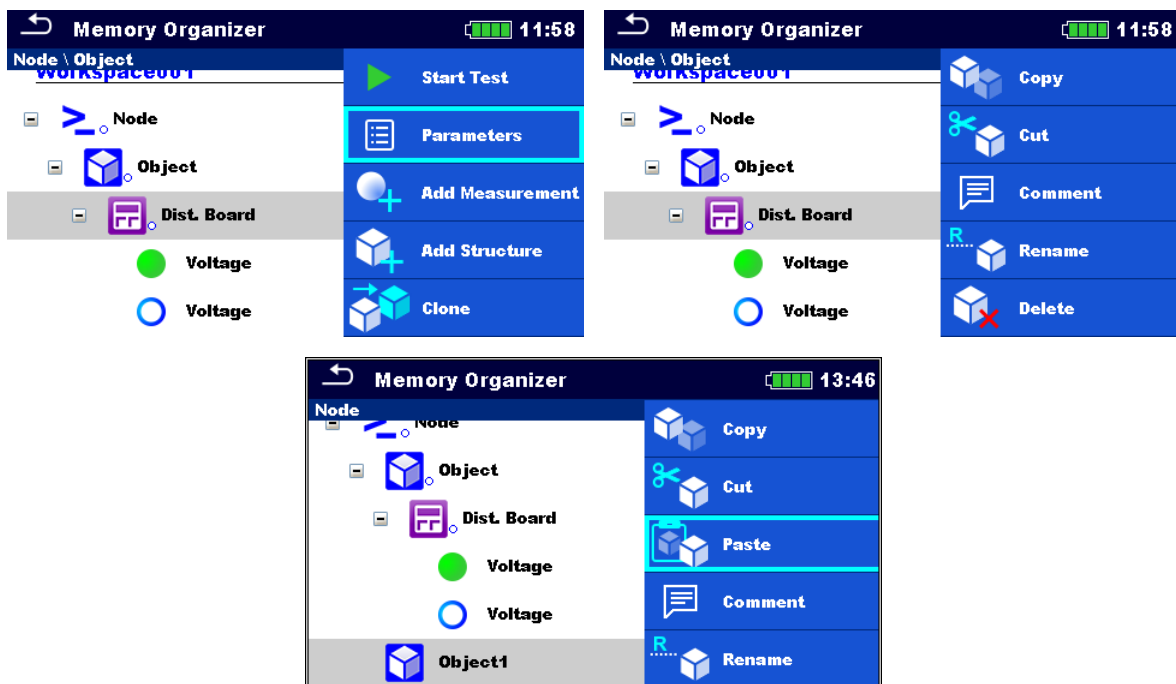 Memory Organizer 11:58
Node \ Object
Workspace001
Node
Object
Dist. Board
Voltage
Voltage
Start Test
Parameters
Add Measurement
Add Structure
Clone
Memory Organizer 11:58
Node \ Object
Workspace001
Node
Object
Dist. Board
Voltage
Voltage
Copy
Cut
Comment
R
Rename
Delete
Memory Organizer 13:46
Node
Node
Object
Dist. Board
Voltage
Voltage
Object1
Copy
Cut
Paste
Comment
R
Rename